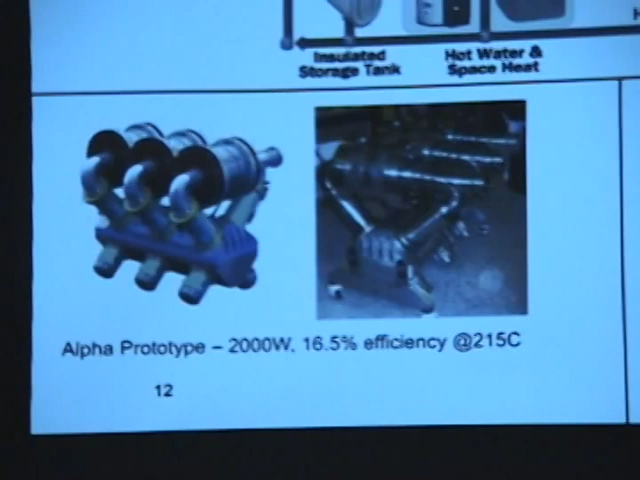 Insulated
Storage Tank
Hot Water &
Space Heat
H
Alpha Prototype – 2000W, 16.5% efficiency @215C
12